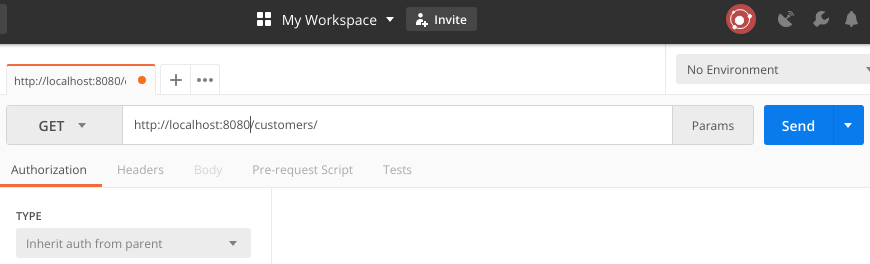 My Workspace Invite
http://localhost:8080/
No Environment
GET http://localhost:8080/customers/ Params Send
Authorization Headers Body Pre-request Script Tests
TYPE
Inherit auth from parent